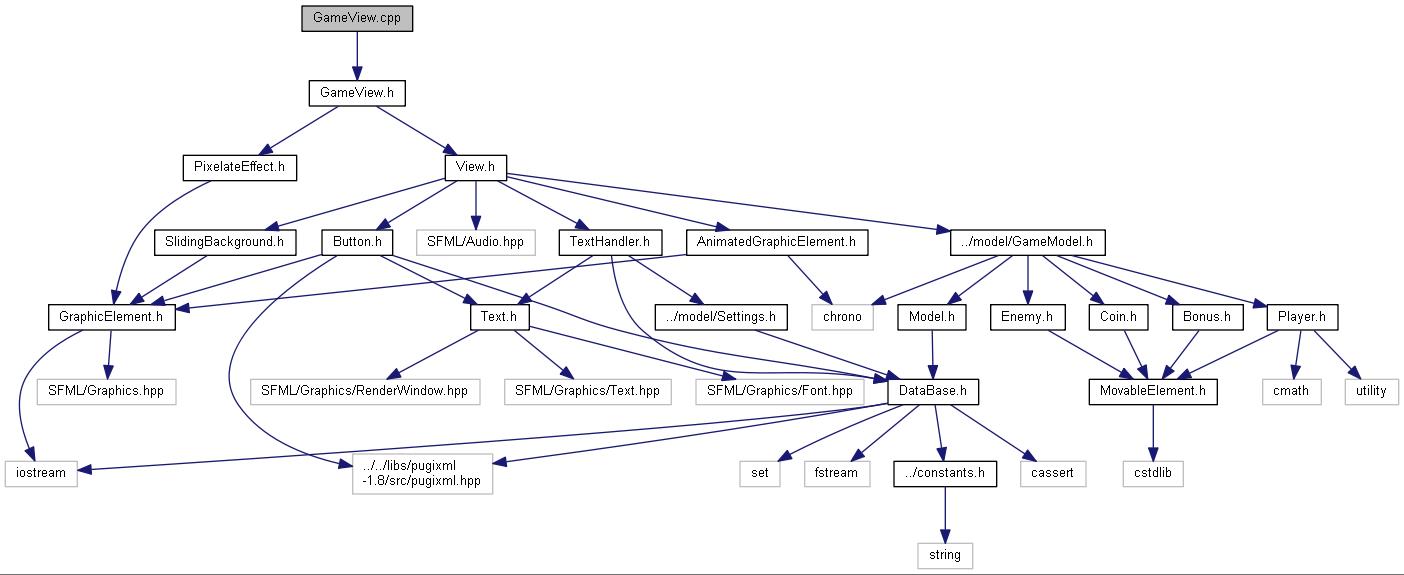 GameView.cpp
GameView.h
PixelateEffect.h
View.h
SlidingBackground.h
Button.h
SFML/Audio.hpp
TextHandler.h
AnimatedGraphicElement.h
../model/GameModel.h
GraphicElement.h
Text.h
../model/Settings.h
chrono
Model.h
Enemy.h
Coin.h
Bonus.h
Player.h
SFML/Graphics.hpp
SFML/Graphics/RenderWindow.hpp
SFML/Graphics/Text.hpp
SFML/Graphics/Font.hpp
DataBase.h
MovableElement.h
cmath
utility
iostream
../../libs/pugixml
-1.8/src/pugixml.hpp
set
fstream
../constants.h
cassert
cstdlib
string